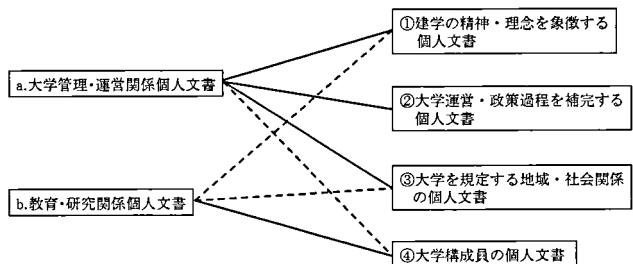 ①建学の精神・理念を象徴する
個人文書
a.大学管理・運営関係個人文書
②大学運営・政策過程を補完する
個人文書
③大学を規定する地域・社会関係
の個人文書
b.教育・研究関係個人文書
④大学構成員の個人文書